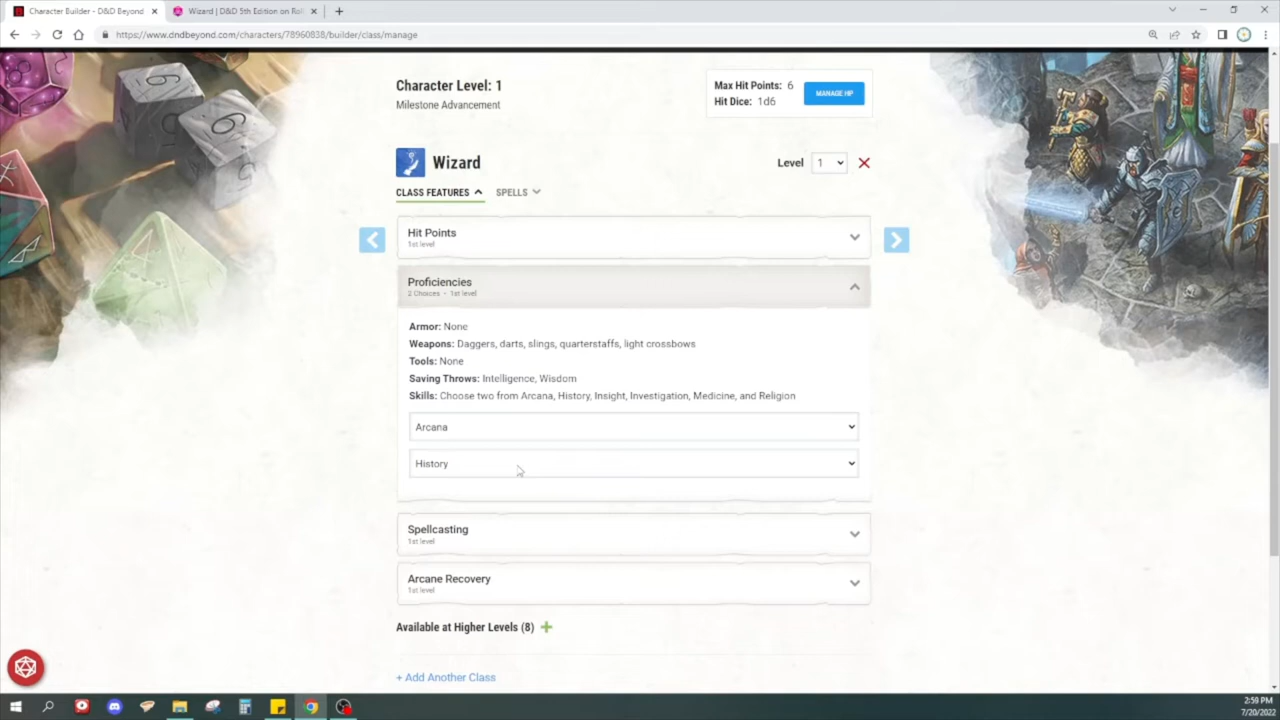 Character Builder - D&D Beyond
Wizard | D&D 5th Edition on Rol
https://www.dndbeyond.com/characters/78960838/builder/class/manage
Character Level: 1
Milestone Advancement
Max Hit Points: 6
Hit Dice: 1d6
MANAGE HP
Wizard
Level 1
CLASS FEATURES
SPELLS
Hit Points
1st level
Proficiencies
2 Choices • 1st level
Armor: None
Weapons: Daggers, darts, slings, quarterstaffs, light crossbows
Tools: None
Saving Throws: Intelligence, Wisdom
Skills: Choose two from Arcana, History, Insight, Investigation, Medicine, and Religion
Arcana
History
Spellcasting
1st level
Arcane Recovery
1st level
Available at Higher Levels (8)
+ Add Another Class
2:59 PM
7/20/2022